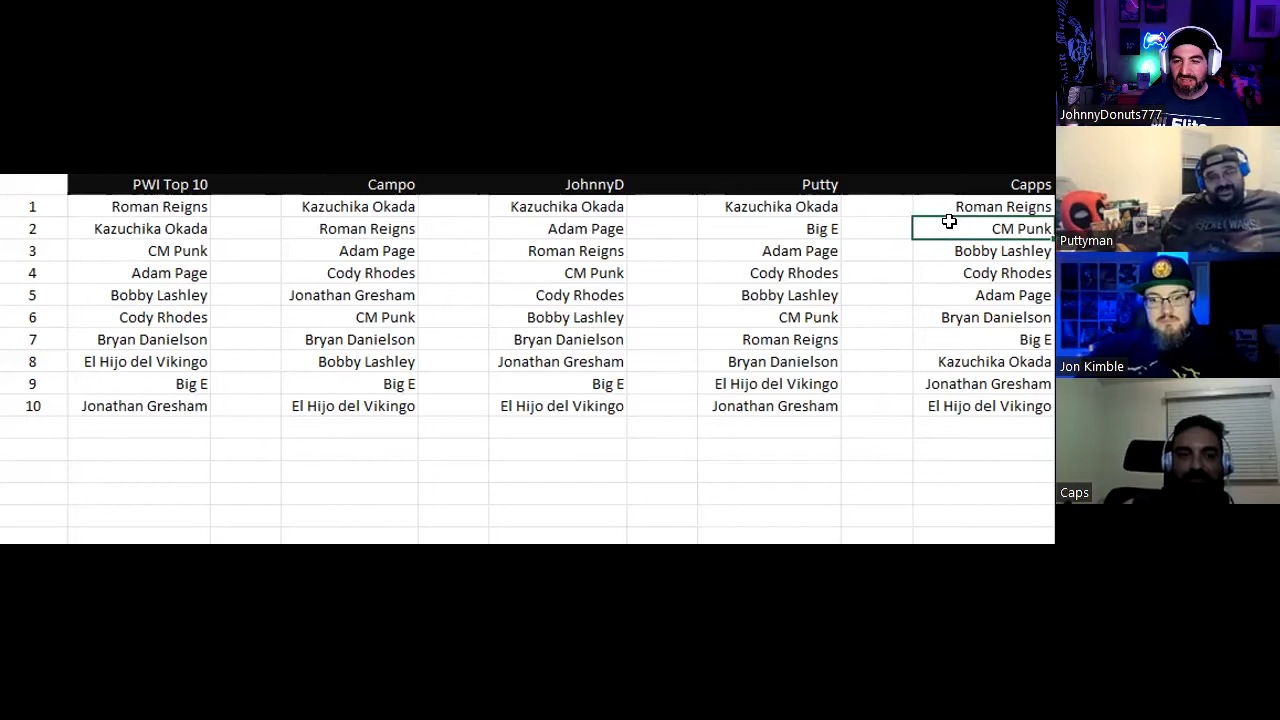 PWI Top 10 Campo JohnnyD Putty Capps
1 Roman Reigns Kazuchika Okada Kazuchika Okada Kazuchika Okada Roman Reigns
2 Kazuchika Okada Roman Reigns Adam Page Big E CM Punk
3 CM Punk Adam Page Roman Reigns Adam Page Bobby Lashley
4 Adam Page Cody Rhodes CM Punk Cody Rhodes Cody Rhodes
5 Bobby Lashley Jonathan Gresham Cody Rhodes Bobby Lashley Adam Page
6 Cody Rhodes CM Punk Bobby Lashley CM Punk Bryan Danielson
7 Bryan Danielson Bryan Danielson Bryan Danielson Roman Reigns Big E
8 El Hijo del Vikingo Bobby Lashley Jonathan Gresham Bryan Danielson Kazuchika Okada
9 Big E Big E Big E El Hijo del Vikingo Jonathan Gresham
10 Jonathan Gresham El Hijo del Vikingo El Hijo del Vikingo Jonathan Gresham El Hijo del Vikingo
JohnnyDonuts777
Puttyman
Jon Kimble
Caps